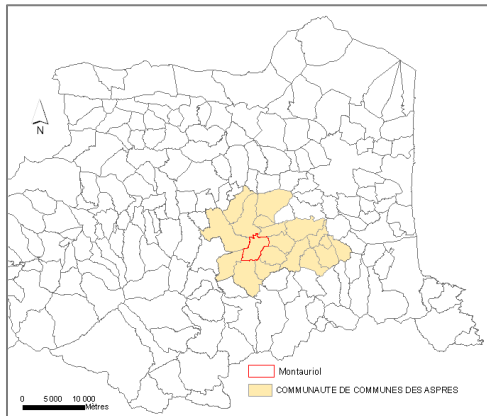 N
Montauriol
COMMUNAUTE DE COMMUNES DES ASPRES
0 5 000 10 000
Mètres